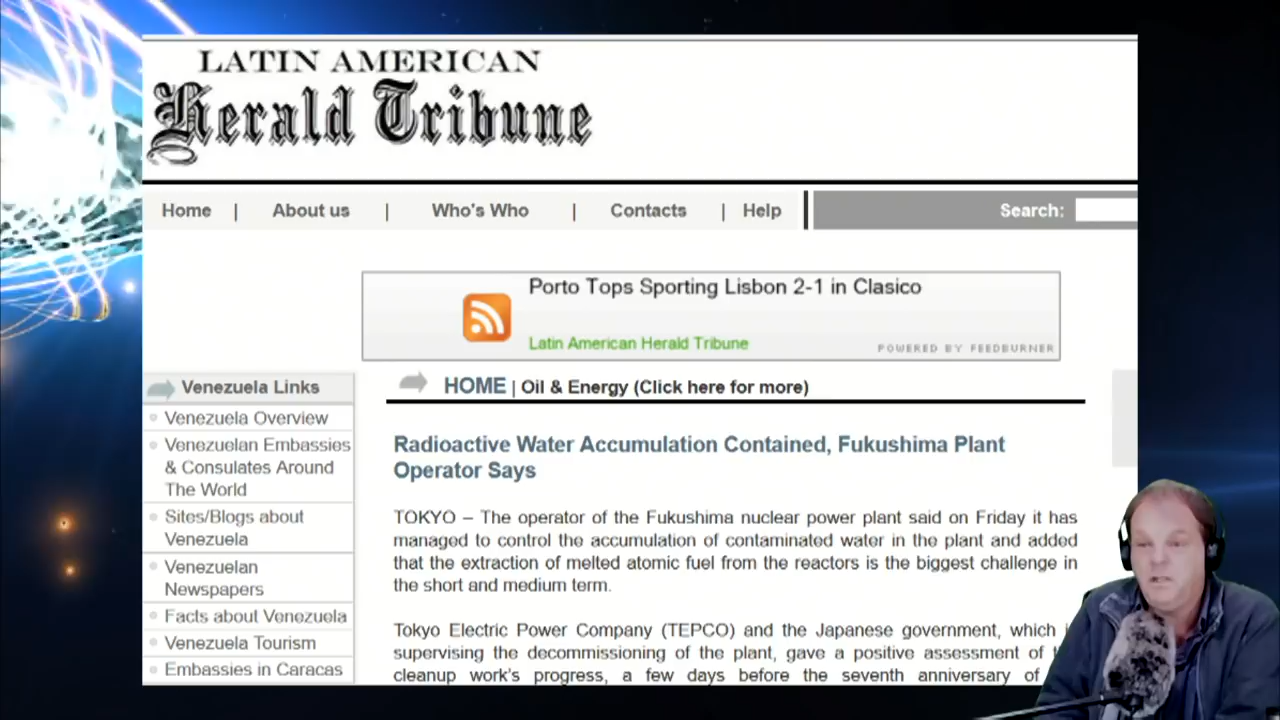 LATIN AMERICAN
Herald Tribune
Home | About us | Who's Who | Contacts | Help
Search:
Porto Tops Sporting Lisbon 2-1 in Clasico
Latin American Herald Tribune
POWERED BY FEEDBURNER
Venezuela Links
Venezuela Overview
Venezuelan Embassies
& Consulates Around
The World
Sites/Blogs about
Venezuela
Venezuelan
Newspapers
Facts about Venezuela
Venezuela Tourism
Embassies in Caracas
HOME | Oil & Energy (Click here for more)
Radioactive Water Accumulation Contained, Fukushima Plant
Operator Says
TOKYO – The operator of the Fukushima nuclear power plant said on Friday it has
managed to control the accumulation of contaminated water in the plant and added
that the extraction of melted atomic fuel from the reactors is the biggest challenge in
the short and medium term.
Tokyo Electric Power Company (TEPCO) and the Japanese government, which
supervising the decommissioning of the plant, gave a positive assessment of
cleanup work's progress, a few days before the seventh anniversary of